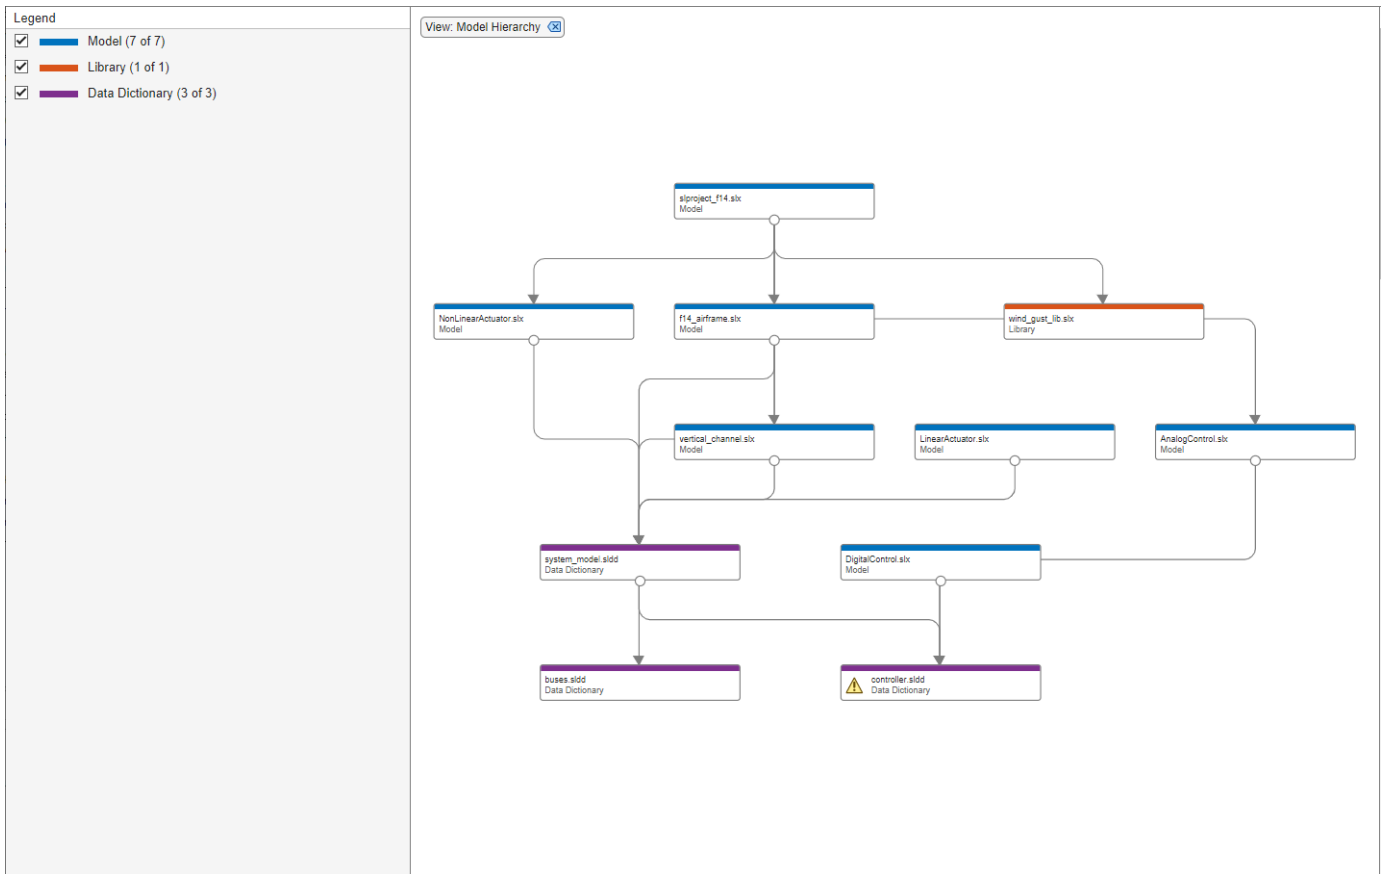 Legend
Model (7 of 7)
Library (1 of 1)
Data Dictionary (3 of 3)
View: Model Hierarchy
slproject_f14.slx
Model
NonLinearActuator.slx
Model
f14_airframe.slx
Model
wind_gust_lib.slx
Library
vertical_channel.slx
Model
LinearActuator.slx
Model
AnalogControl.slx
Model
system_model.sldd
Data Dictionary
DigitalControl.slx
Model
buses.sldd
Data Dictionary
controller.sldd
Data Dictionary